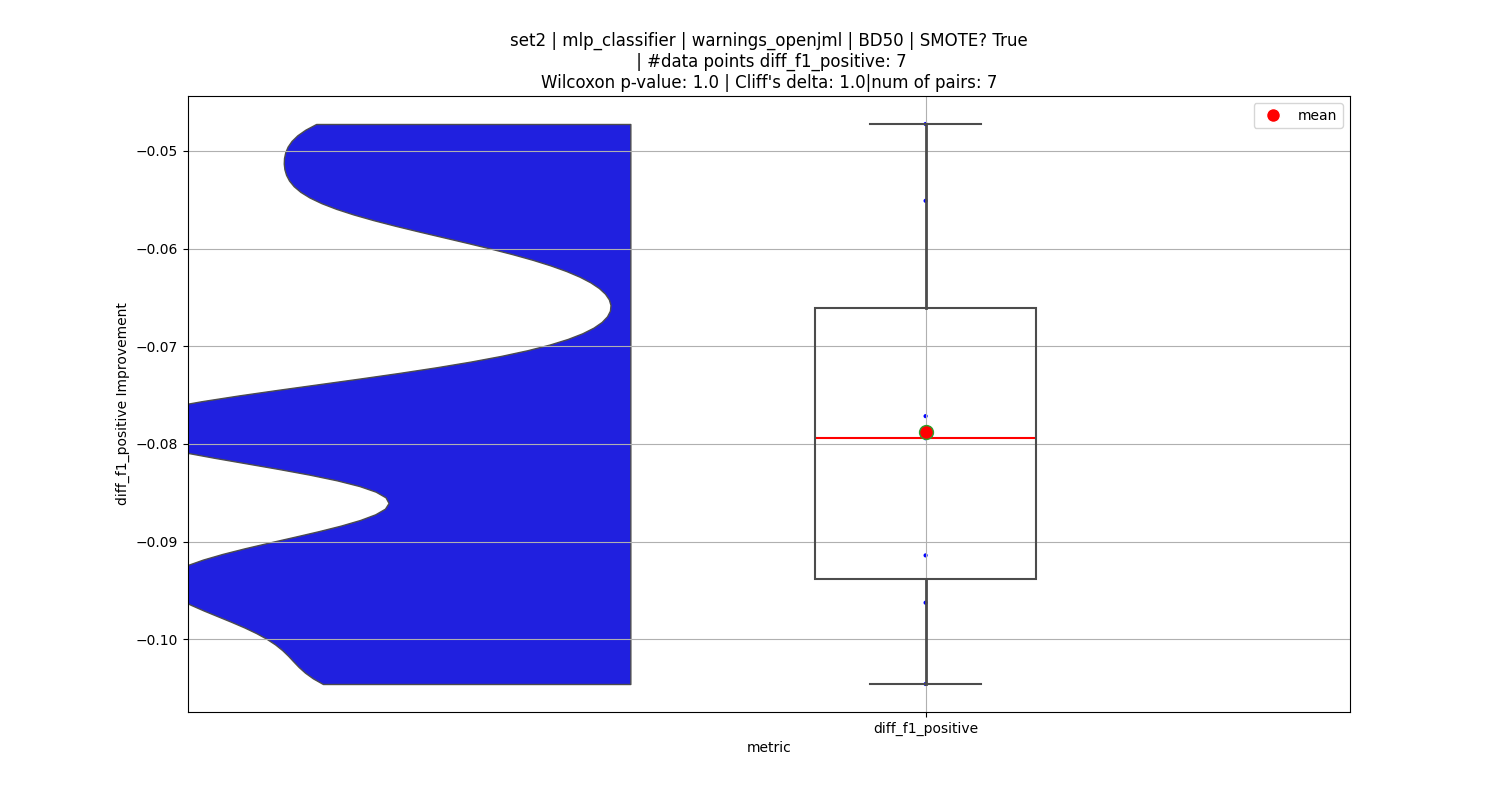 set2 | mlp_classifier | warnings_openjml | BD50 | SMOTE? True
| #data points diff_f1_positive: 7
Wilcoxon p-value: 1.0 | Cliff's delta: 1.0|num of pairs: 7
mean
−0.05
−0.06
−0.07
−0.08
−0.09
−0.10
diff_f1_positive Improvement
diff_f1_positive
metric